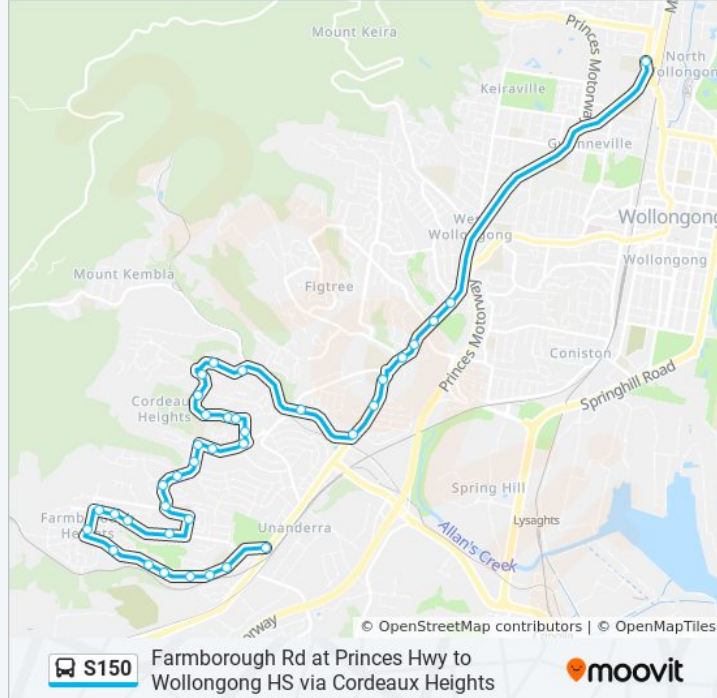 Mount Keira
Princes Motorway
M
North
Wollongong
Keiraville
Gwynneville
West
Wollongong
Wollongong
Wollongong
Mount Kembla
Figtree
Princes Motorway
Coniston
Springhill Road
Cordeaux
Heights
Spring Hill
Lysaghts
Farmborough
Heights
Unanderra
Allan's Creek
orway
© OpenStreetMap contributors | © OpenMapTiles
S150
Farmborough Rd at Princes Hwy to
Wollongong HS via Cordeaux Heights
moovit